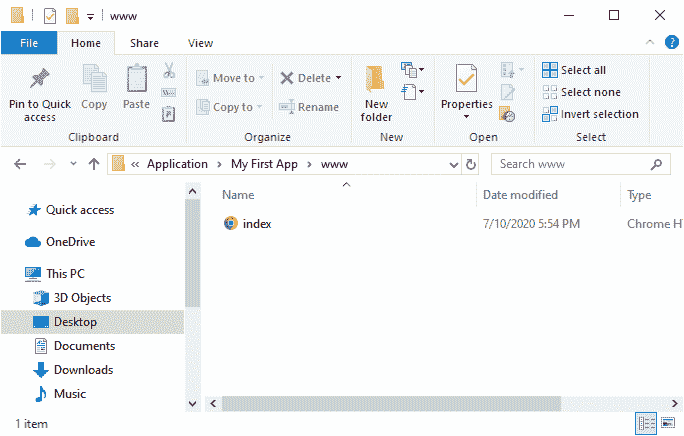 www
File Home Share View
Pin to Quick access
Copy
Paste
Clipboard
Move to
Copy to
Delete
Rename
Organize
New folder
New
Properties
Open
Select all
Select none
Invert selection
Select
« Application > My First App > www
Search www
Quick access
OneDrive
This PC
3D Objects
Desktop
Documents
Downloads
Music
Name Date modified Type
index 7/10/2020 5:54 PM Chrome H
1 item